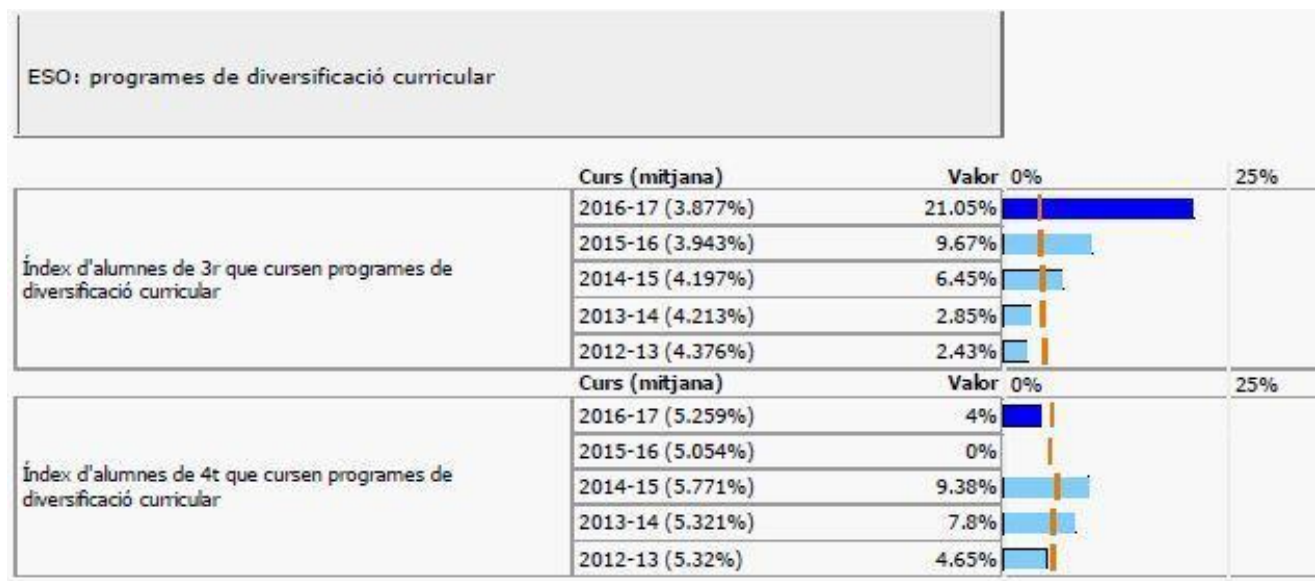 ESO: programes de diversificació curricular
Curs (mitjana) Valor 0% 25%
Índex d'alumnes de 3r que cursen programes de
diversificació curricular
2016-17 (3.877%) 21.05%
2015-16 (3.943%) 9.67%
2014-15 (4.197%) 6.45%
2013-14 (4.213%) 2.85%
2012-13 (4.376%) 2.43%
Curs (mitjana) Valor 0% 25%
Índex d'alumnes de 4t que cursen programes de
diversificació curricular
2016-17 (5.259%) 4%
2015-16 (5.054%) 0%
2014-15 (5.771%) 9.38%
2013-14 (5.321%) 7.8%
2012-13 (5.32%) 4.65%